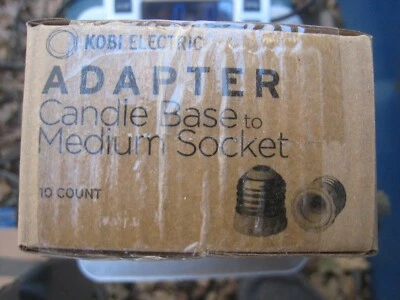 KOBI ELECTRIC
ADAPTER
Candle Base to
Medium Socket
10 COUNT